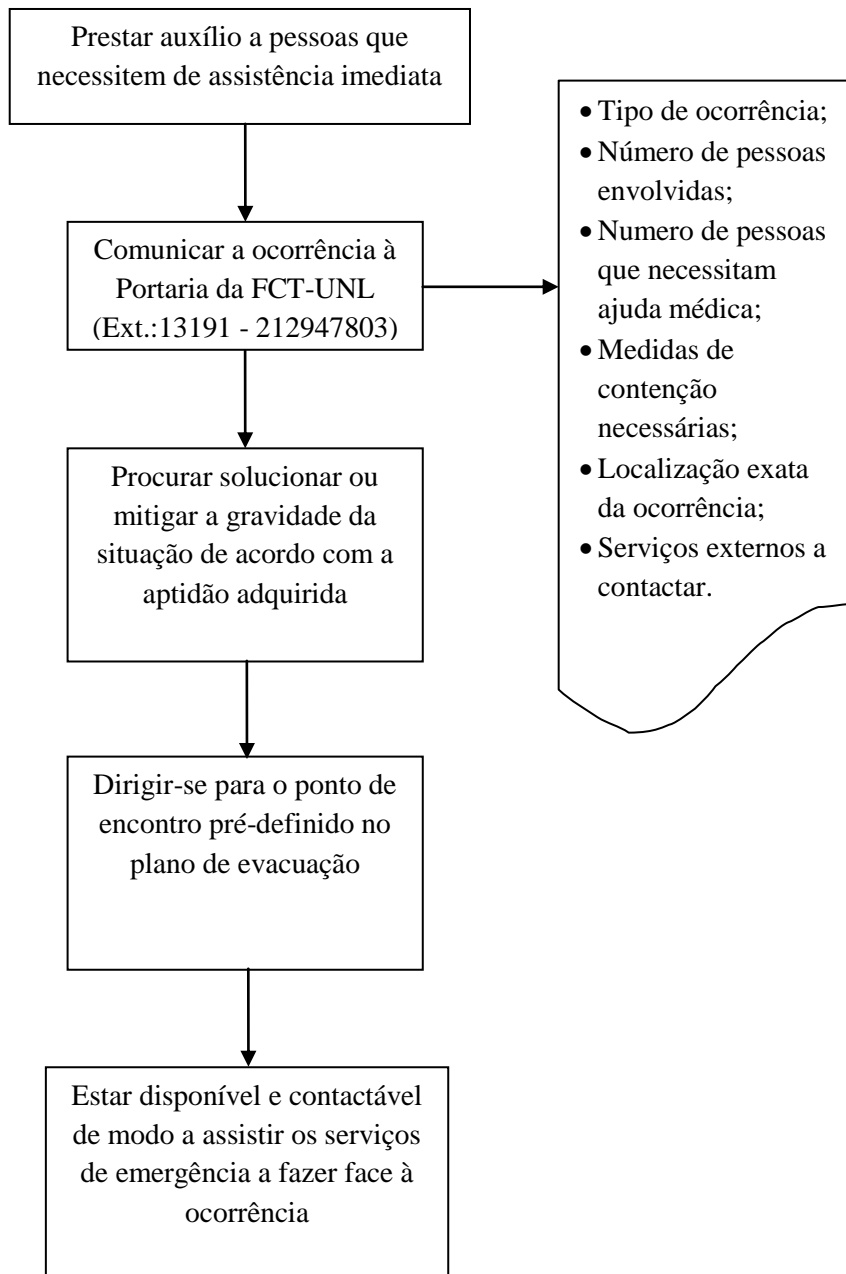 Prestar auxílio a pessoas que
necessitem de assistência imediata
Comunicar a ocorrência à
Portaria da FCT-UNL
(Ext.:13191 - 212947803)
• Tipo de ocorrência;
• Número de pessoas
envolvidas;
• Numero de pessoas
que necessitam
ajuda médica;
• Medidas de
contenção
necessárias;
• Localização exata
da ocorrência;
• Serviços externos a
contactar.
Procurar solucionar ou
mitigar a gravidade da
situação de acordo com a
aptidão adquirida
Dirigir-se para o ponto de
encontro pré-definido no
plano de evacuação
Estar disponível e contactável
de modo a assistir os serviços
de emergência a fazer face à
ocorrência